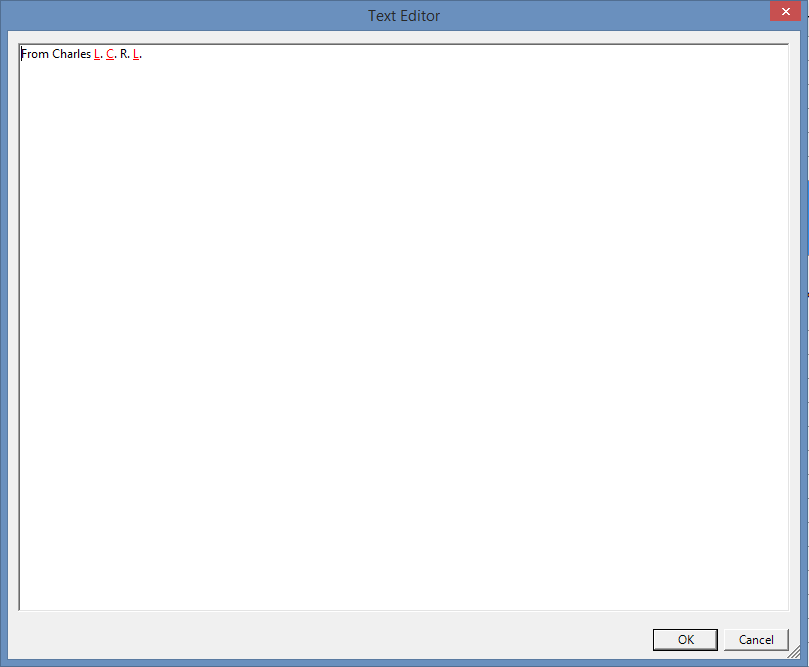 Text Editor
From Charles L. C. R. L.
OK
Cancel